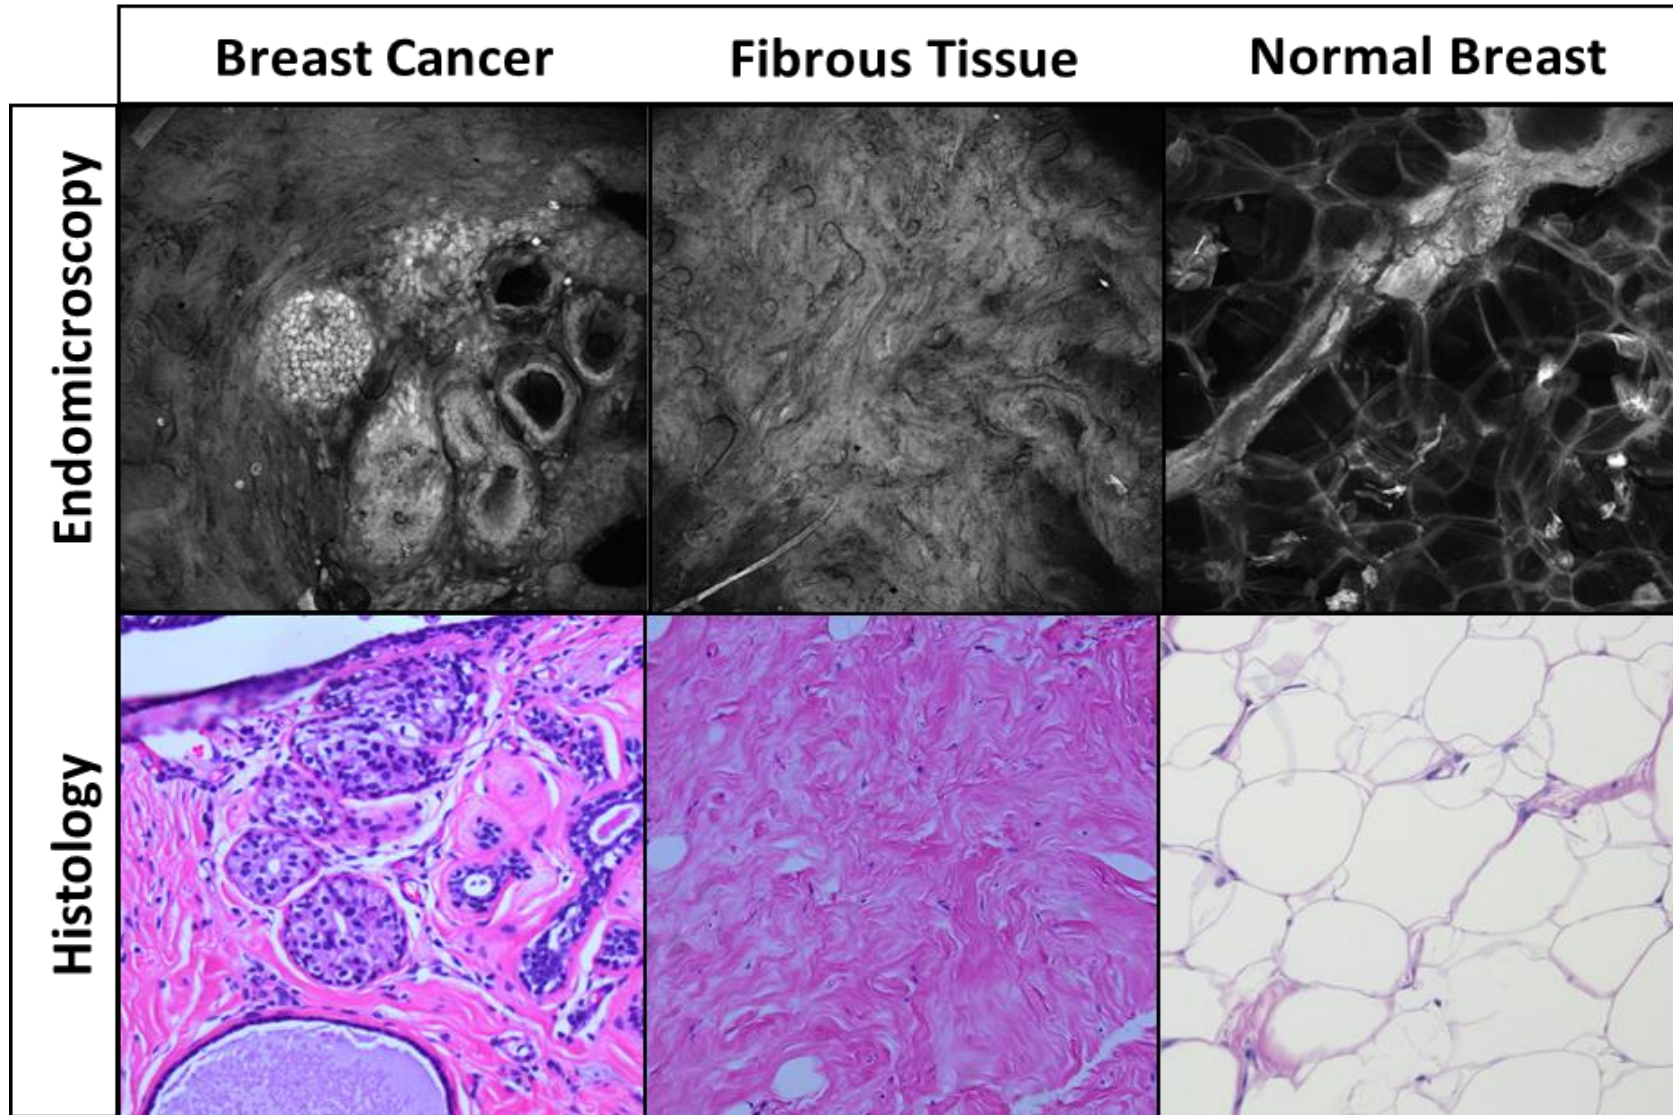 Breast Cancer
Fibrous Tissue
Normal Breast
Endomicroscopy
Histology